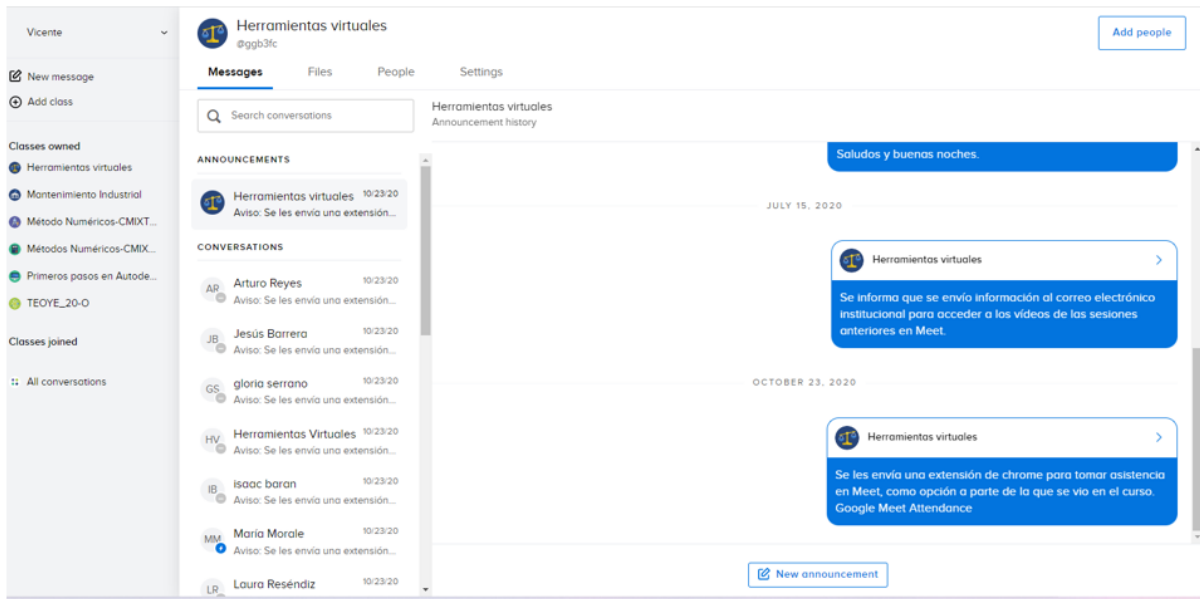 Vicente
New message
Add class
Classes owned
Herramientas virtuales
Mantenimiento Industrial
Método Numéricos-CMIXT...
Métodos Numéricos-CMIX...
Primeros pasos en Autode...
TEOYE_20-O
Classes joined
All conversations
Herramientas virtuales
@ggb3fc
Add people
Messages
Files
People
Settings
Search conversations
ANNOUNCEMENTS
Herramientas virtuales 10/23/20
Aviso: Se les envía una extensión...
CONVERSATIONS
AR
Arturo Reyes 10/23/20
Aviso: Se les envía una extensión...
JB
Jesús Barrera 10/23/20
Aviso: Se les envía una extensión...
GS
gloria serrano 10/23/20
Aviso: Se les envía una extensión...
HV
Herramientas Virtuales 10/23/20
Aviso: Se les envía una extensión...
IB
isaac baran 10/23/20
Aviso: Se les envía una extensión...
MM
María Morale 10/23/20
Aviso: Se les envía una extensión...
LR
Laura Reséndiz 10/23/20
Herramientas virtuales
Announcement history
Saludos y buenas noches.
JULY 15, 2020
Herramientas virtuales
Se informa que se envío información al correo electrónico
institucional para acceder a los vídeos de las sesiones
anteriores en Meet.
OCTOBER 23, 2020
Herramientas virtuales
Se les envía una extensión de chrome para tomar asistencia
en Meet, como opción a parte de la que se vio en el curso.
Google Meet Attendance
New announcement